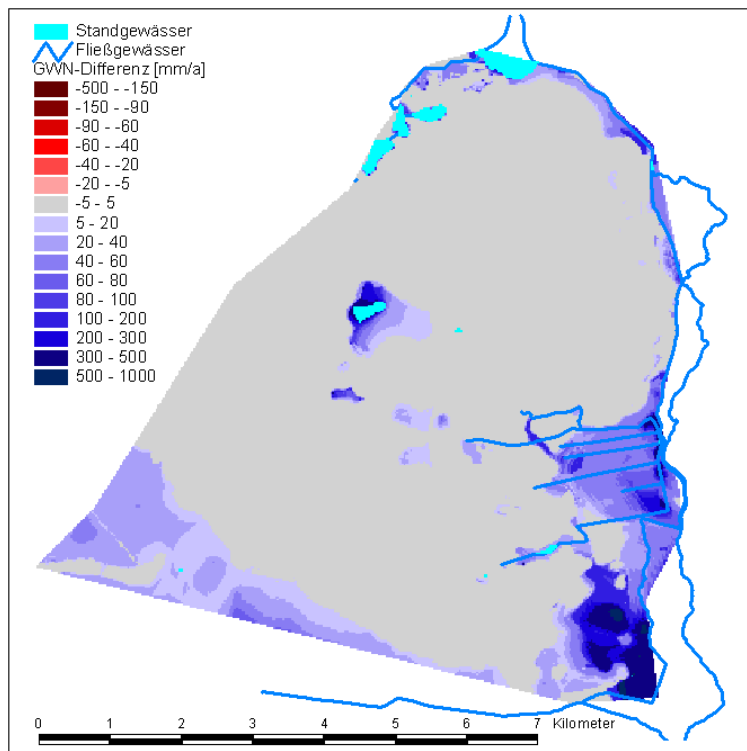 Standgewässer
Fließgewässer
GWN-Differenz [mm/a]
-500 - -150
-150 - -90
-90 - -60
-60 - -40
-40 - -20
-20 - -5
-5 - 5
5 - 20
20 - 40
40 - 60
60 - 80
80 - 100
100 - 200
200 - 300
300 - 500
500 - 1000
0 1 2 3 4 5 6 7 Kilometer